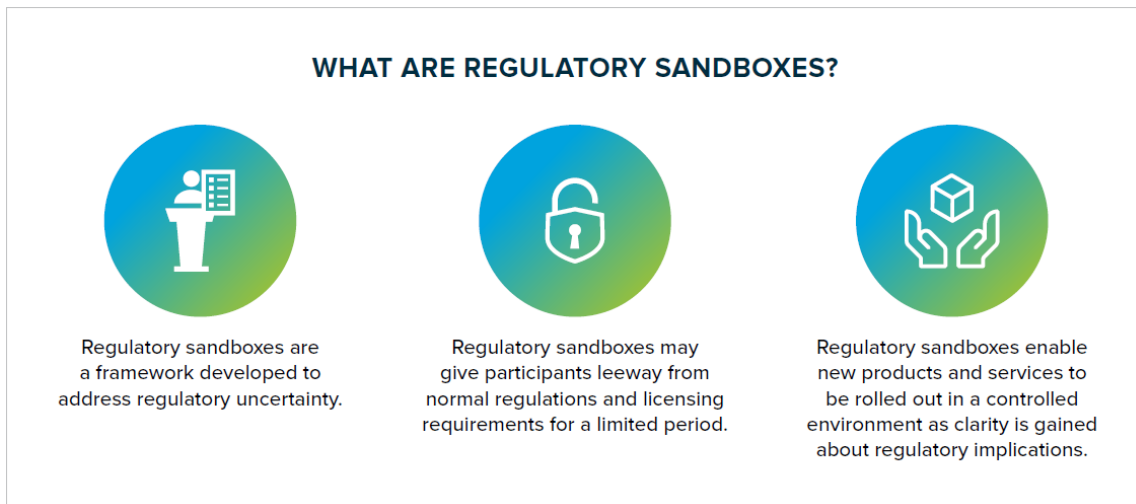 WHAT ARE REGULATORY SANDBOXES?
Regulatory sandboxes are
a framework developed to
address regulatory uncertainty.
Regulatory sandboxes may
give participants leeway from
normal regulations and licensing
requirements for a limited period.
Regulatory sandboxes enable
new products and services to
be rolled out in a controlled
environment as clarity is gained
about regulatory implications.